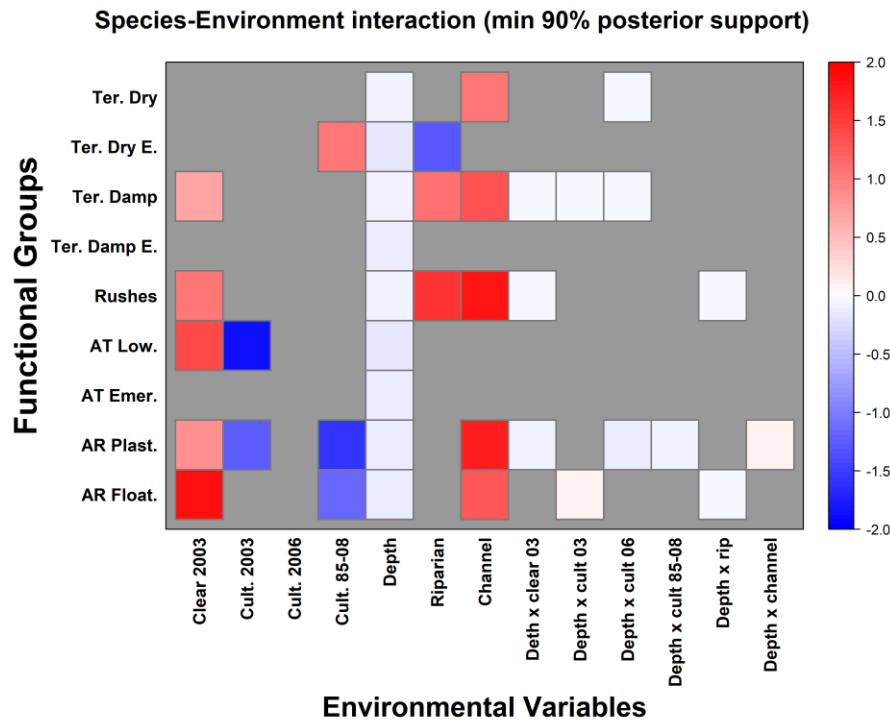 Species-Environment interaction (min 90% posterior support)
Functional Groups
Ter. Dry
Ter. Dry E.
Ter. Damp
Ter. Damp E.
Rushes
AT Low.
AT Emer.
AR Plast.
AR Float.
2.0
1.5
1.0
0.5
0.0
-0.5
-1.0
-1.5
-2.0
Clear 2003
Cult. 2003
Cult. 2006
Cult. 85-08
Depth
Riparian
Channel
Deth x clear 03
Depth x cult 03
Depth x cult 06
Depth x cult 85-08
Depth x rip
Depth x channel
Environmental Variables